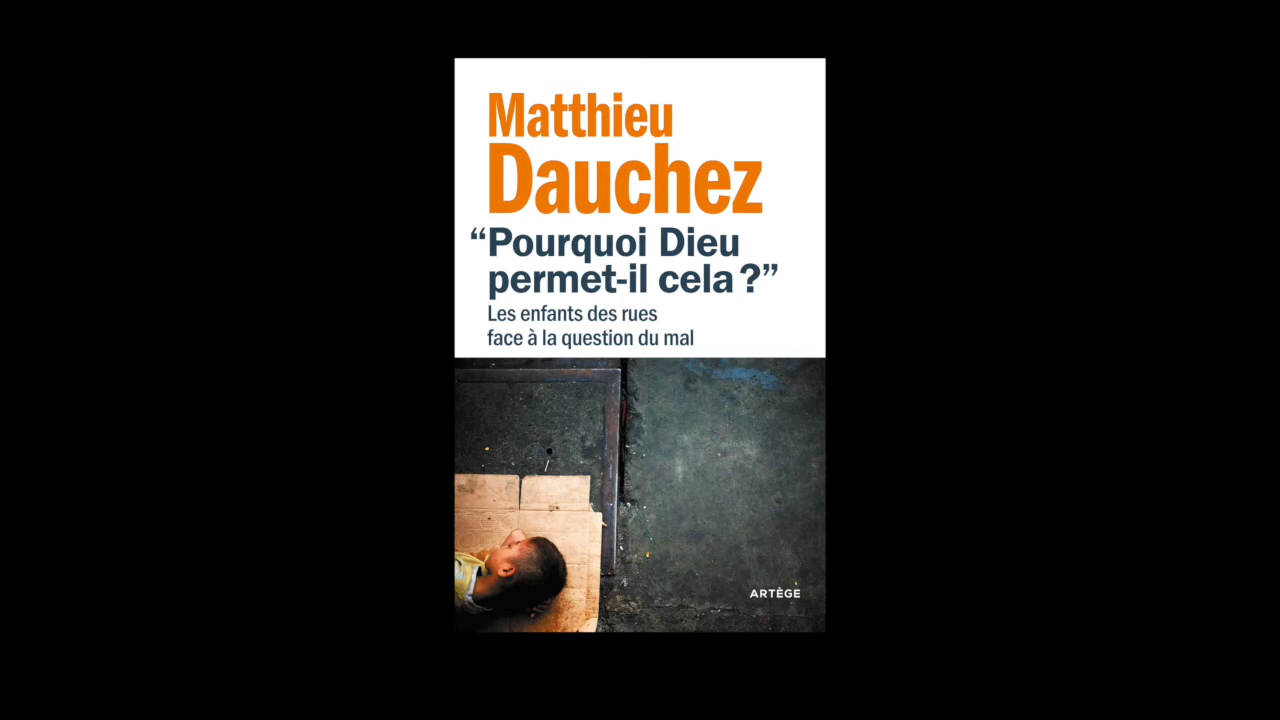 Matthieu
Dauchez
“Pourquoi Dieu
permet-il cela ?”
Les enfants des rues
face à la question du mal
ARTÈGE